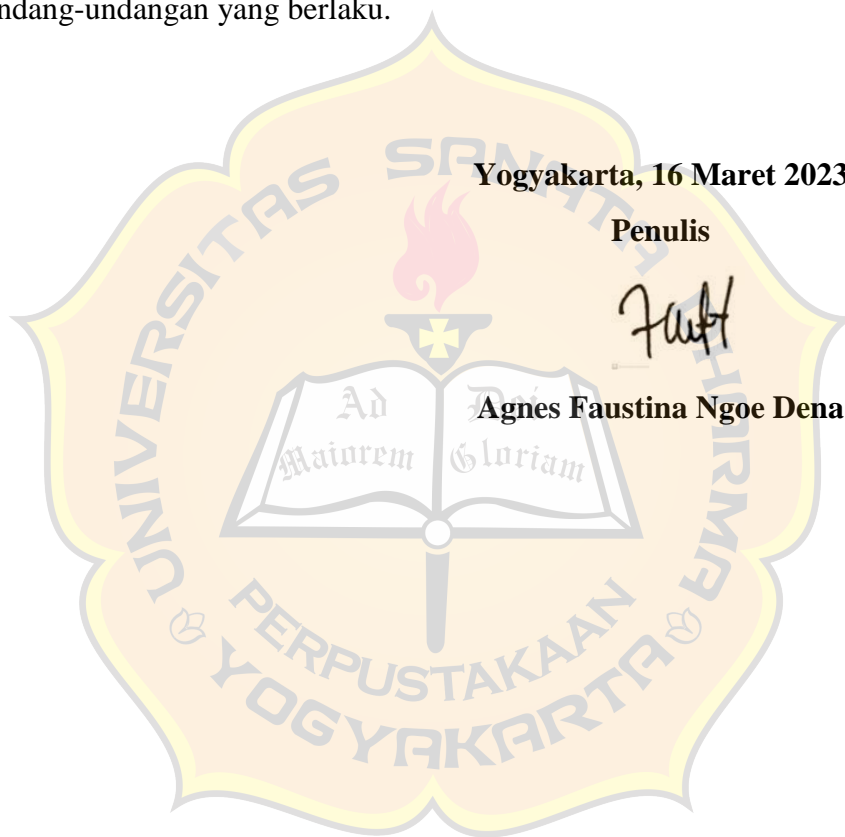 ndang-undangan yang berlaku.
Yogyakarta, 16 Maret 2023
Penulis
Agnes Faustina Ngoe Dena
UNIVERSITAS SANATA DHARMA
Ad
Maiorem
Dei
Gloriam
PERPUSTAKAAN
YOGYAKARTA